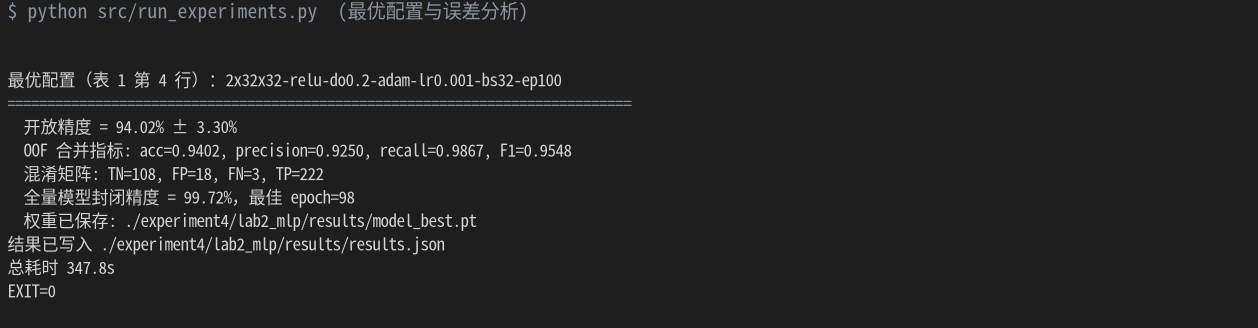 $ python src/run_experiments.py  (最优配置与误差分析)
最优配置（表 1 第 4 行）：2x32x32-relu-do0.2-adam-lr0.001-bs32-ep100
================================================================================
  开放精度 = 94.02% ± 3.30%
  OOF 合并指标: acc=0.9402, precision=0.9250, recall=0.9867, F1=0.9548
  混淆矩阵: TN=108, FP=18, FN=3, TP=222
  全量模型封闭精度 = 99.72%，最佳 epoch=98
  权重已保存: ./experiment4/lab2_mlp/results/model_best.pt
结果已写入 ./experiment4/lab2_mlp/results/results.json
总耗时 347.8s
EXIT=0